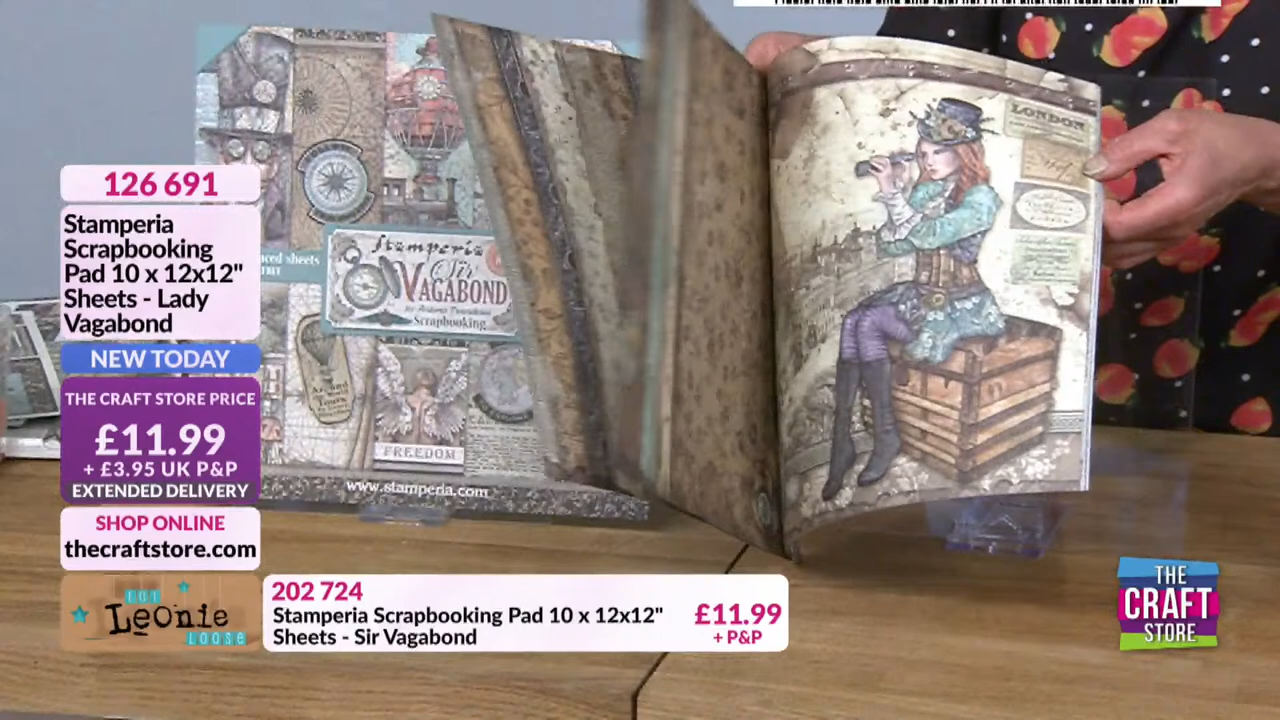 126 691
Stamperia
Scrapbooking
Pad 10 x 12x12"
Sheets - Lady
Vagabond
NEW TODAY
THE CRAFT STORE PRICE
£11.99
+ £3.95 UK P&P
EXTENDED DELIVERY
SHOP ONLINE
thecraftstore.com
LET
LEONIE
LOOSE
202 724
Stamperia Scrapbooking Pad 10 x 12x12"
Sheets - Sir Vagabond
£11.99
+ P&P
THE
CRAFT
STORE
Stamperia
Sir
VAGABOND
Scrapbooking
FREEDOM
www.stamperia.com
LONDON